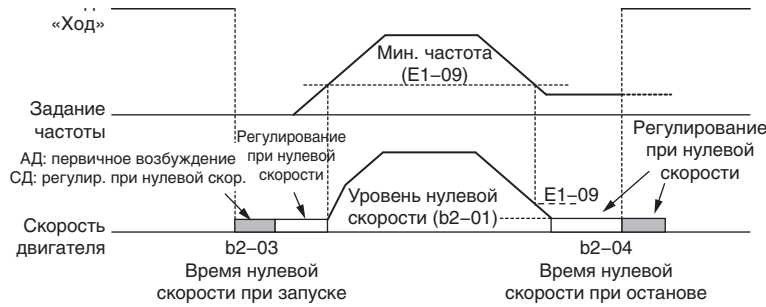 «Ход»
Мин. частота
(E1–09)
Задание
частоты
АД: первичное возбуждение
СД: регулир. при нулевой скор.
Регулирование
при нулевой
скорости
Регулирование
при нулевой
скорости
Уровень нулевой
скорости (b2–01)
E1–09
Скорость
двигателя
b2–03
Время нулевой
скорости при запуске
b2–04
Время нулевой
скорости при останове